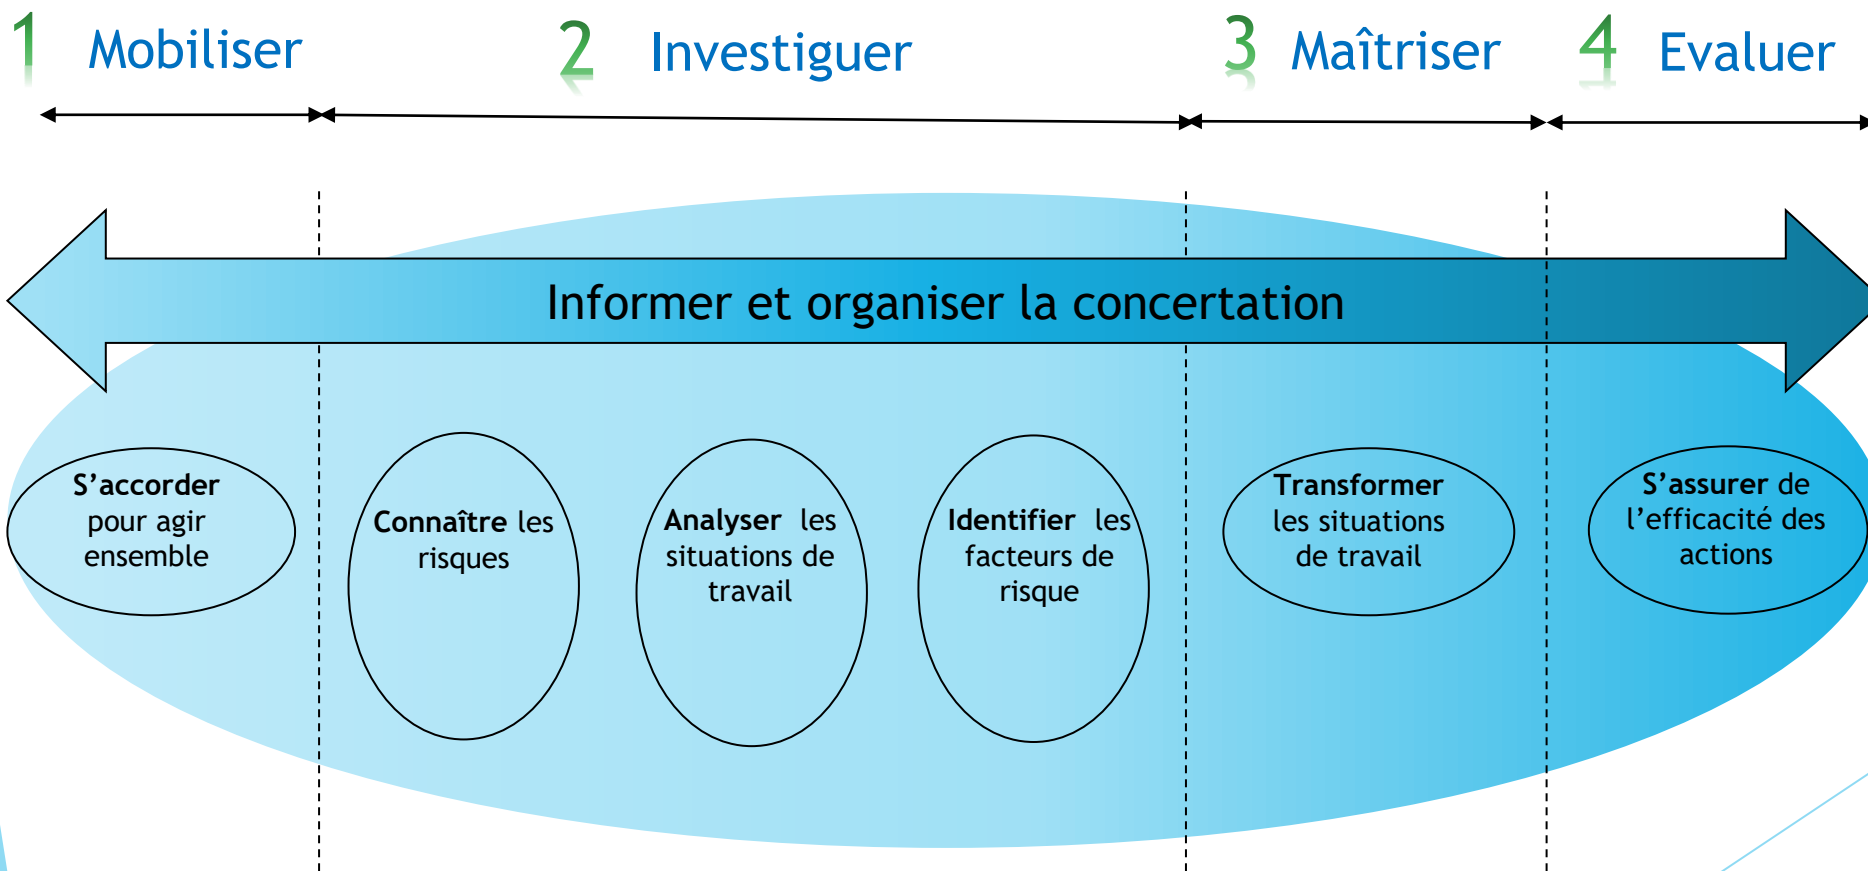 1 Mobiliser
2 Investiguer
3 Maîtriser
4 Evaluer
Informer et organiser la concertation
S’accorder
pour agir
ensemble
Connaître les
risques
Analyser les
situations de
travail
Identifier les
facteurs de
risque
Transformer
les situations
de travail
S’assurer de
l’efficacité des
actions